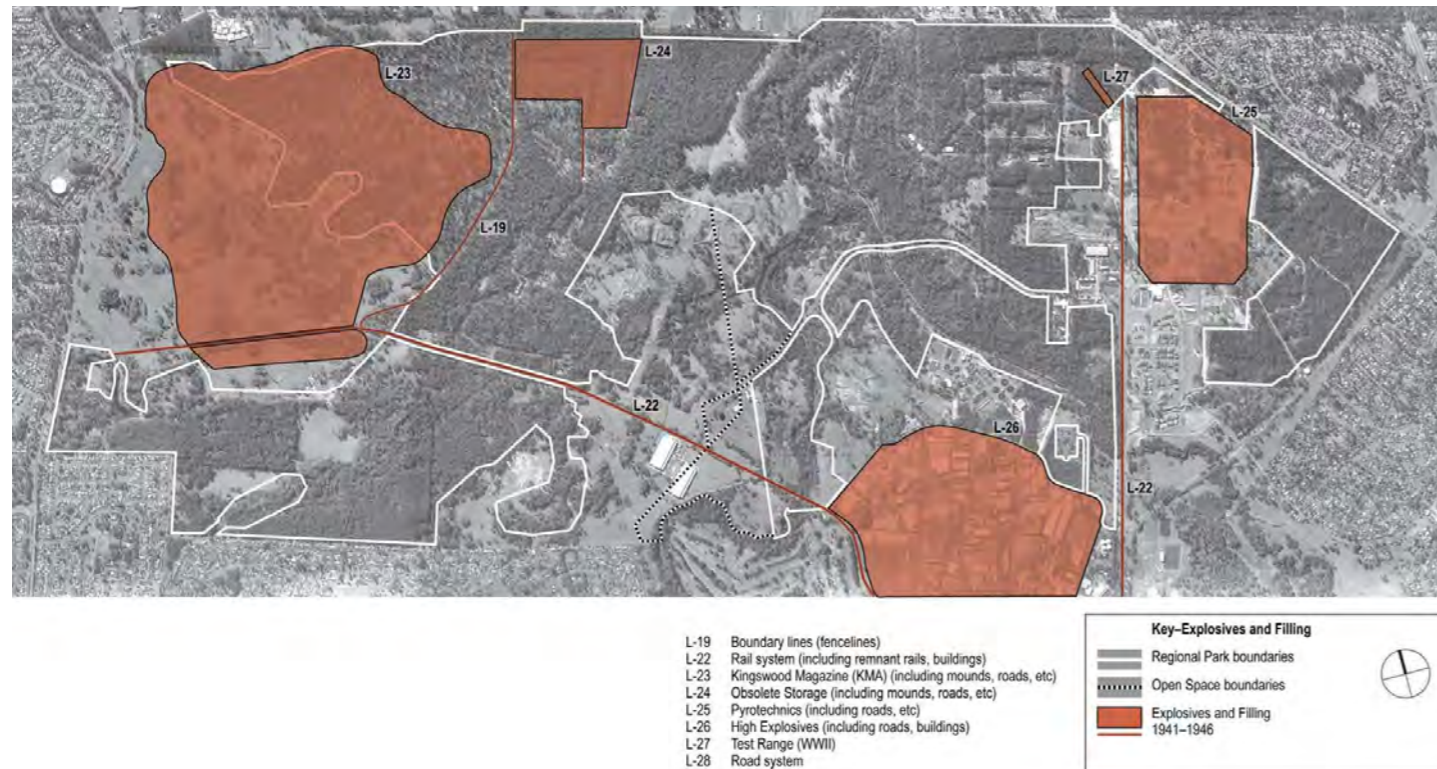 L-23
L-24
L-27
L-25
L-19
L-22
L-26
L-22
L-19 Boundary lines (fencelines)
L-22 Rail system (including remnant rails, buildings)
L-23 Kingswood Magazine (KMA) (including mounds, roads, etc)
L-24 Obsolete Storage (including mounds, roads, etc)
L-25 Pyrotechnics (including roads, etc)
L-26 High Explosives (including roads, buildings)
L-27 Test Range (WWII)
L-28 Road system
Key–Explosives and Filling
Regional Park boundaries
Open Space boundaries
Explosives and Filling
1941–1946